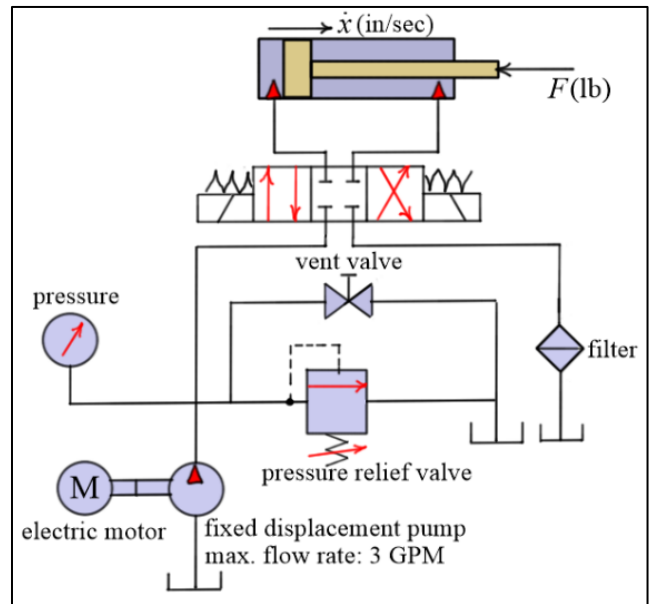 ẋ (in/sec)
F(lb)
vent valve
pressure
filter
pressure relief valve
M
electric motor
fixed displacement pump
max. flow rate: 3 GPM